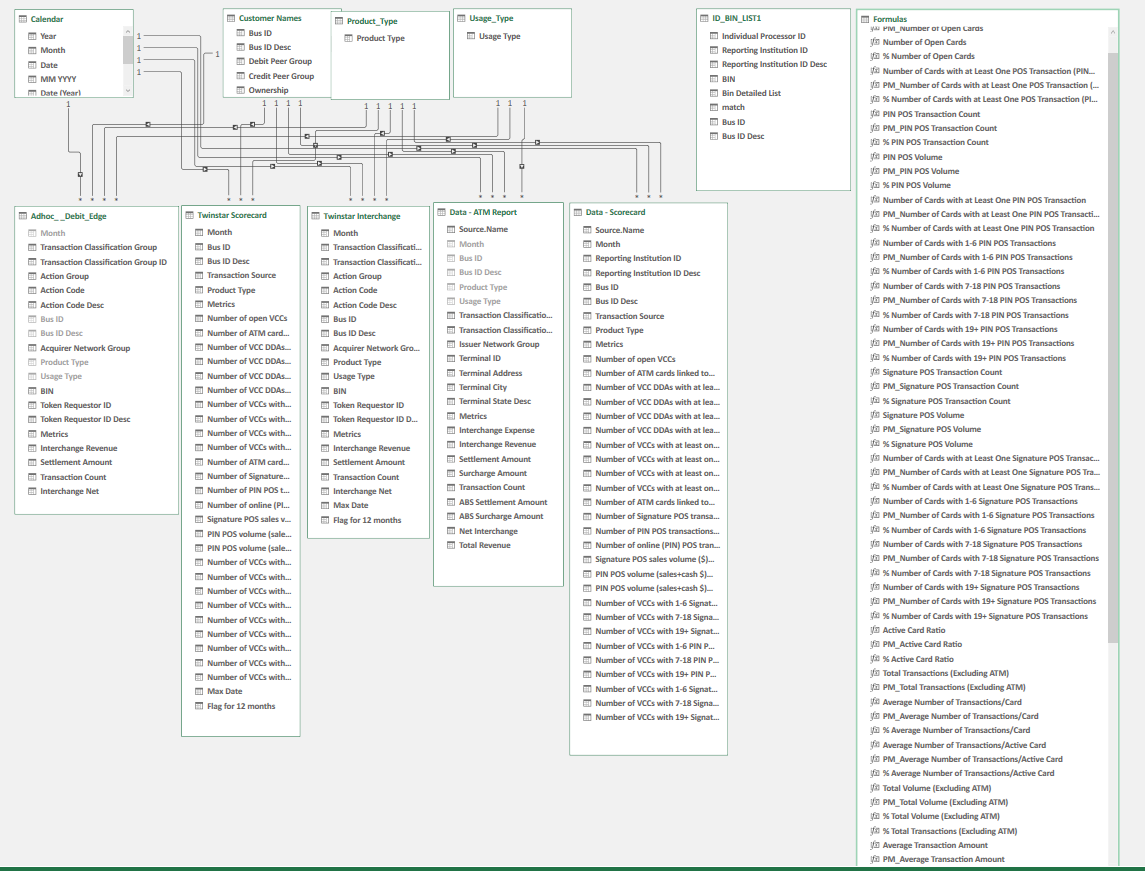 Calendar
Year
Month
Date
MM YYYY
Date (Year)
Customer Names
Bus ID
Bus ID Desc
Debit Peer Group
Credit Peer Group
Ownership
Product_Type
Product Type
Usage_Type
Usage Type
ID_BIN_LIST1
Individual Processor ID
Reporting Institution ID
Reporting Institution ID Desc
BIN
Bin Detailed List
match
Bus ID
Bus ID Desc
1
1
1
1
1
1
1 1 1 1
1 1 1 1 1
1 1 1
* * * *
* * *
* * * *
* * * *
* * *
Adhoc_ _Debit_Edge
Month
Transaction Classification Group
Transaction Classification Group ID
Action Group
Action Code
Action Code Desc
Bus ID
Bus ID Desc
Acquirer Network Group
Product Type
Usage Type
BIN
Token Requestor ID
Token Requestor ID Desc
Metrics
Interchange Revenue
Settlement Amount
Transaction Count
Interchange Net
Twinstar Scorecard
Month
Bus ID
Bus ID Desc
Transaction Source
Product Type
Metrics
Number of open VCCs
Number of ATM card...
Number of VCC DDAs...
Number of VCC DDAs...
Number of VCC DDAs...
Number of VCC DDAs...
Number of VCCs with...
Number of VCCs with...
Number of VCCs with...
Number of VCCs with...
Number of ATM card...
Number of Signature...
Number of PIN POS t...
Number of online (PI...
Signature POS sales v...
PIN POS volume (sale...
PIN POS volume (sale...
Number of VCCs with...
Number of VCCs with...
Number of VCCs with...
Number of VCCs with...
Number of VCCs with...
Number of VCCs with...
Number of VCCs with...
Number of VCCs with...
Number of VCCs with...
Max Date
Flag for 12 months
Twinstar Interchange
Month
Transaction Classificati...
Transaction Classificati...
Action Group
Action Code
Action Code Desc
Bus ID
Bus ID Desc
Acquirer Network Gro...
Product Type
Usage Type
BIN
Token Requestor ID
Token Requestor ID D...
Metrics
Interchange Revenue
Settlement Amount
Transaction Count
Interchange Net
Max Date
Flag for 12 months
Data - ATM Report
Source.Name
Month
Bus ID
Bus ID Desc
Product Type
Usage Type
Transaction Classificatio...
Transaction Classificatio...
Issuer Network Group
Terminal ID
Terminal Address
Terminal City
Terminal State Desc
Metrics
Interchange Expense
Interchange Revenue
Settlement Amount
Surcharge Amount
Transaction Count
ABS Settlement Amount
ABS Surcharge Amount
Net Interchange
Total Revenue
Data - Scorecard
Source.Name
Month
Reporting Institution ID
Reporting Institution ID Desc
Bus ID
Bus ID Desc
Transaction Source
Product Type
Metrics
Number of open VCCs
Number of ATM cards linked to...
Number of VCC DDAs with at lea...
Number of VCC DDAs with at lea...
Number of VCC DDAs with at lea...
Number of VCC DDAs with at lea...
Number of VCCs with at least on...
Number of VCCs with at least on...
Number of VCCs with at least on...
Number of VCCs with at least on...
Number of ATM cards linked to...
Number of Signature POS transa...
Number of PIN POS transactions...
Number of online (PIN) POS tran...
Signature POS sales volume ($)...
PIN POS volume (sales+cash $)...
PIN POS volume (sales+cash $)...
Number of VCCs with 1-6 Signat...
Number of VCCs with 7-18 Signa...
Number of VCCs with 19+ Signat...
Number of VCCs with 1-6 PIN P...
Number of VCCs with 7-18 PIN P...
Number of VCCs with 19+ PIN P...
Number of VCCs with 1-6 Signat...
Number of VCCs with 7-18 Signa...
Number of VCCs with 19+ Signat...
Formulas
PM_Number of Open Cards
Number of Open Cards
% Number of Open Cards
Number of Cards with at Least One POS Transaction (PIN...
PM_Number of Cards with at Least One POS Transaction (...
% Number of Cards with at Least One POS Transaction (PI...
PIN POS Transaction Count
PM_PIN POS Transaction Count
% PIN POS Transaction Count
PIN POS Volume
PM_PIN POS Volume
% PIN POS Volume
Number of Cards with at Least One PIN POS Transaction
PM_Number of Cards with at Least One PIN POS Transacti...
% Number of Cards with at Least One PIN POS Transaction
Number of Cards with 1-6 PIN POS Transactions
PM_Number of Cards with 1-6 PIN POS Transactions
% Number of Cards with 1-6 PIN POS Transactions
Number of Cards with 7-18 PIN POS Transactions
PM_Number of Cards with 7-18 PIN POS Transactions
% Number of Cards with 7-18 PIN POS Transactions
Number of Cards with 19+ PIN POS Transactions
PM_Number of Cards with 19+ PIN POS Transactions
% Number of Cards with 19+ PIN POS Transactions
Signature POS Transaction Count
PM_Signature POS Transaction Count
% Signature POS Transaction Count
Signature POS Volume
PM_Signature POS Volume
% Signature POS Volume
Number of Cards with at Least One Signature POS Transac...
PM_Number of Cards with at Least One Signature POS Tra...
% Number of Cards with at Least One Signature POS Trans...
Number of Cards with 1-6 Signature POS Transactions
PM_Number of Cards with 1-6 Signature POS Transactions
% Number of Cards with 1-6 Signature POS Transactions
Number of Cards with 7-18 Signature POS Transactions
PM_Number of Cards with 7-18 Signature POS Transactions
% Number of Cards with 7-18 Signature POS Transactions
Number of Cards with 19+ Signature POS Transactions
PM_Number of Cards with 19+ Signature POS Transactions
% Number of Cards with 19+ Signature POS Transactions
Active Card Ratio
PM_Active Card Ratio
% Active Card Ratio
Total Transactions (Excluding ATM)
PM_Total Transactions (Excluding ATM)
Average Number of Transactions/Card
PM_Average Number of Transactions/Card
% Average Number of Transactions/Card
Average Number of Transactions/Active Card
PM_Average Number of Transactions/Active Card
% Average Number of Transactions/Active Card
Total Volume (Excluding ATM)
PM_Total Volume (Excluding ATM)
% Total Volume (Excluding ATM)
% Total Transactions (Excluding ATM)
Average Transaction Amount
PM_Average Transaction Amount